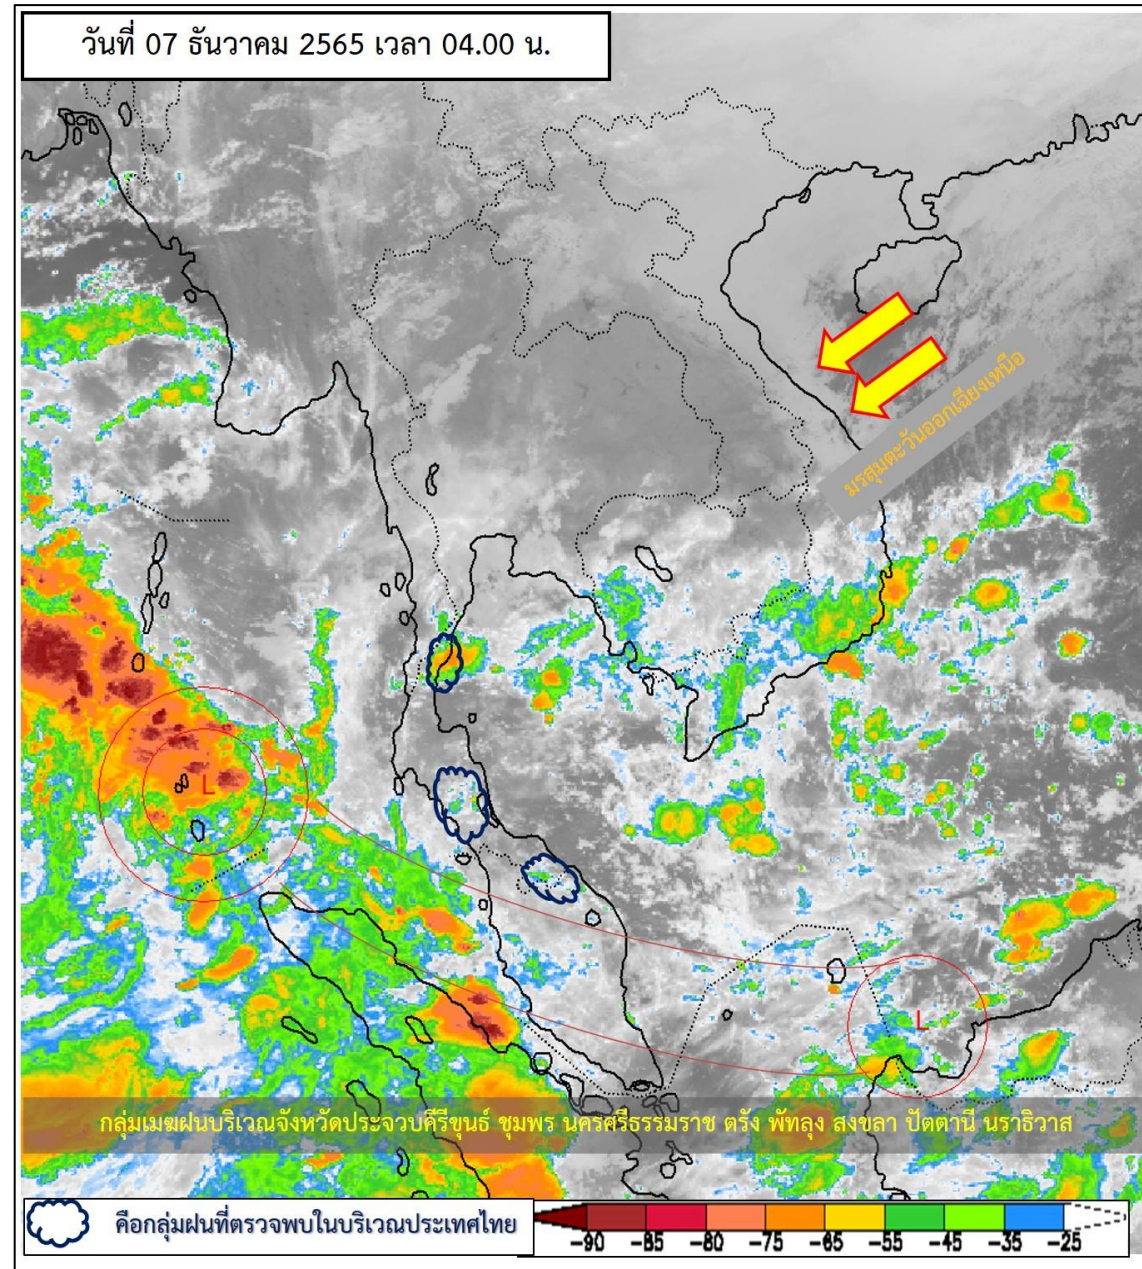 วันที่ 07 ธันวาคม 2565 เวลา 04.00 น.
มรสุมตะวันออกเฉียงเหนือ
L
L
กลุ่มเมฆฝนบริเวณจังหวัดประจวบคีรีขันธ์ ชุมพร นครศรีธรรมราช ตรัง พัทลุง สงขลา ปัตตานี นราธิวาส
คือกลุ่มฝนที่ตรวจพบในบริเวณประเทศไทย
-90 -85 -80 -75 -65 -55 -45 -35 -25